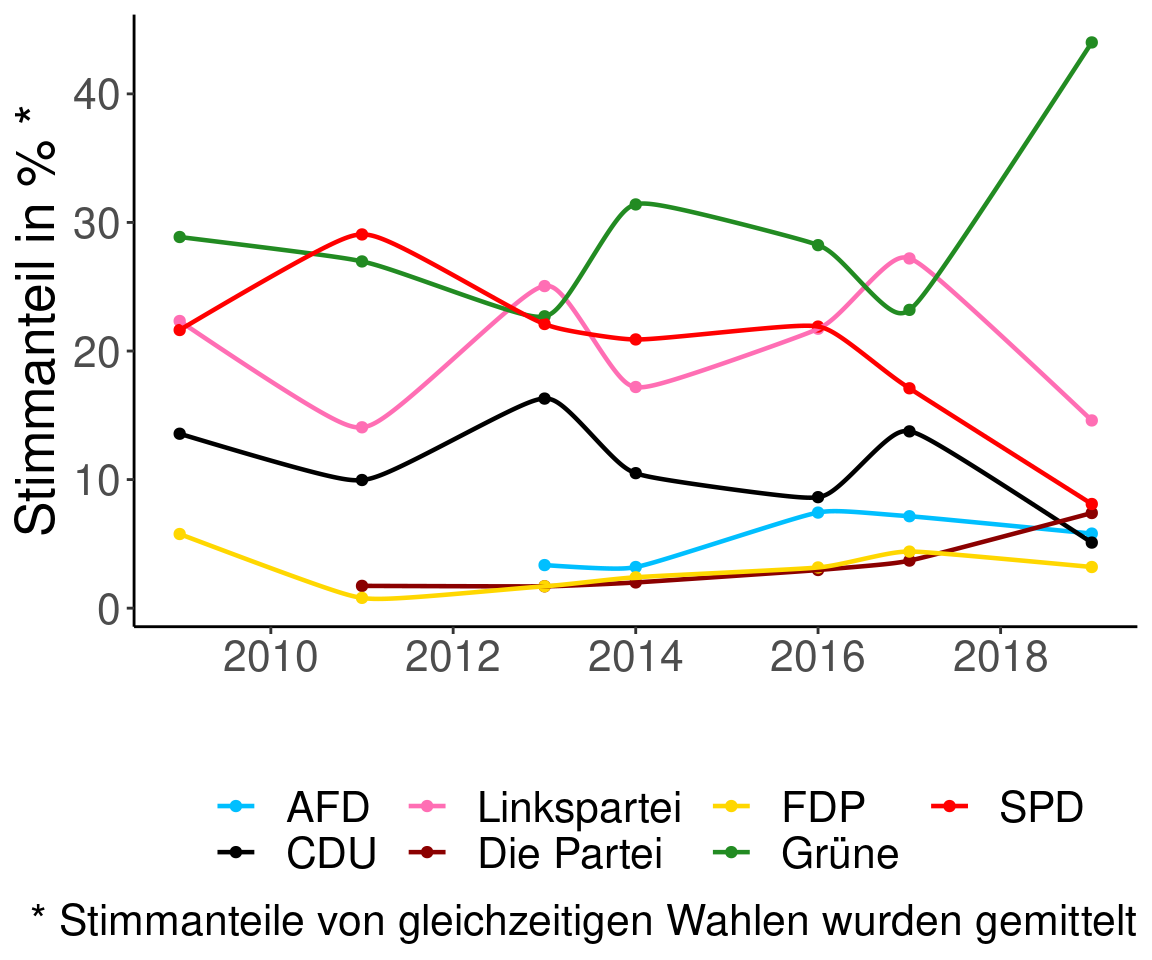 Stimmanteil in % *
40
30
20
10
0
2010 2012 2014 2016 2018
AFD Linkspartei FDP SPD
CDU Die Partei Grüne
* Stimmanteile von gleichzeitigen Wahlen wurden gemittelt